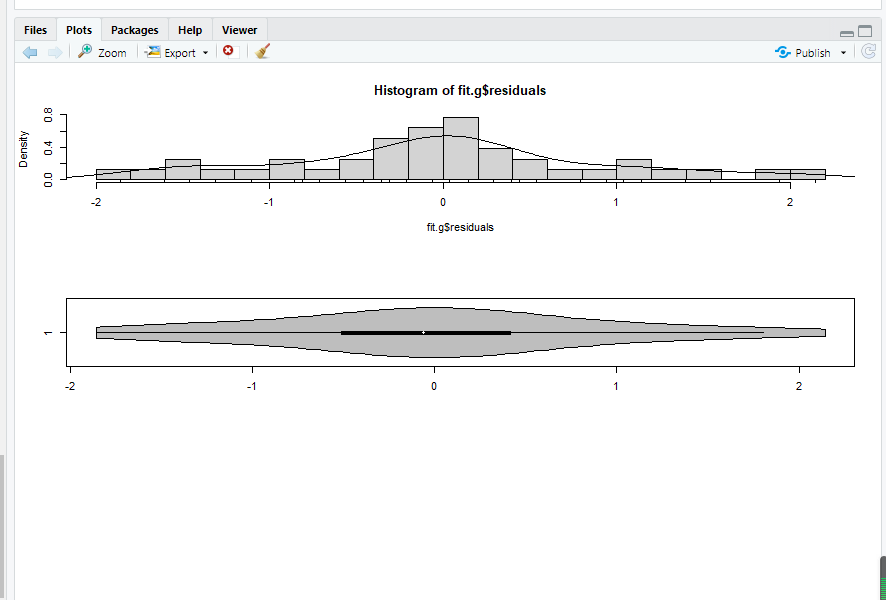 Files Plots Packages Help Viewer
Zoom Export Publish
Histogram of fit.g$residuals
Density
0.0 0.4 0.8
-2 -1 0 1 2
fit.g$residuals
1
-2 -1 0 1 2